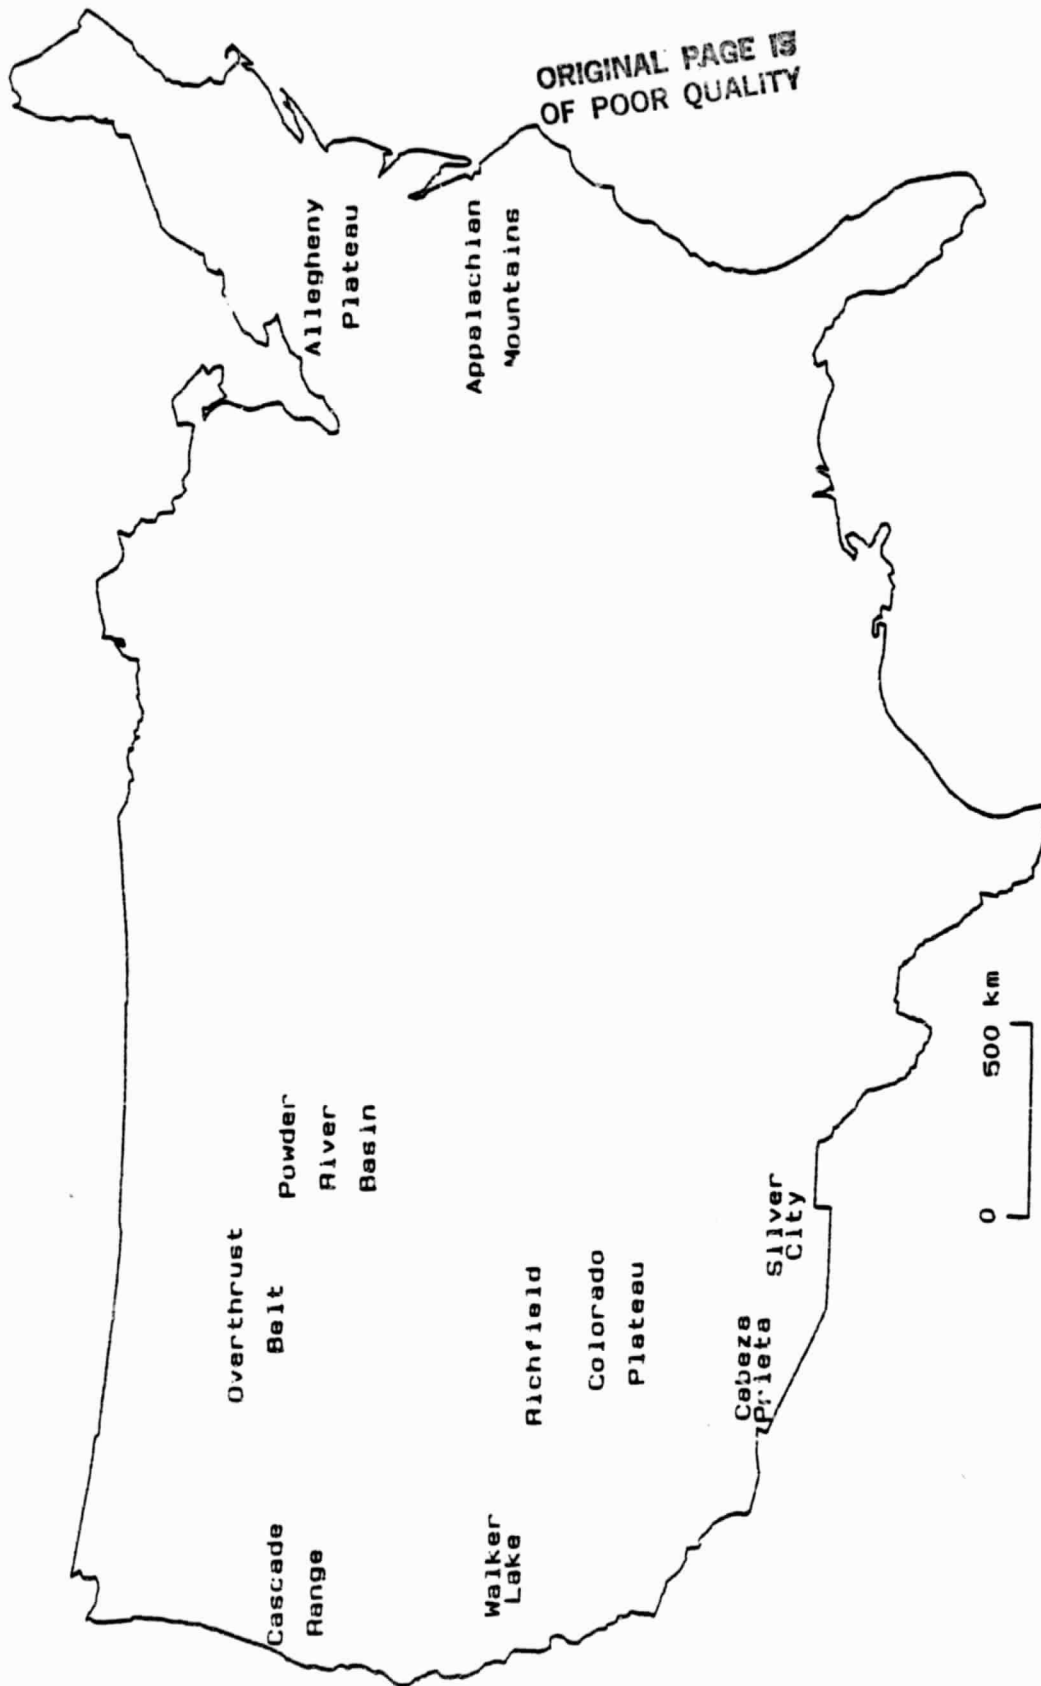 ORIGINAL PAGE IS
OF POOR QUALITY
Cascade
Range
Overthrust
Belt
Powder
River
Basin
Allegheny
Plateau
Appalachian
Mountains
Walker
Lake
Richfield
Colorado
Plateau
Cabeza
Prieta
Silver
City
0 500 km